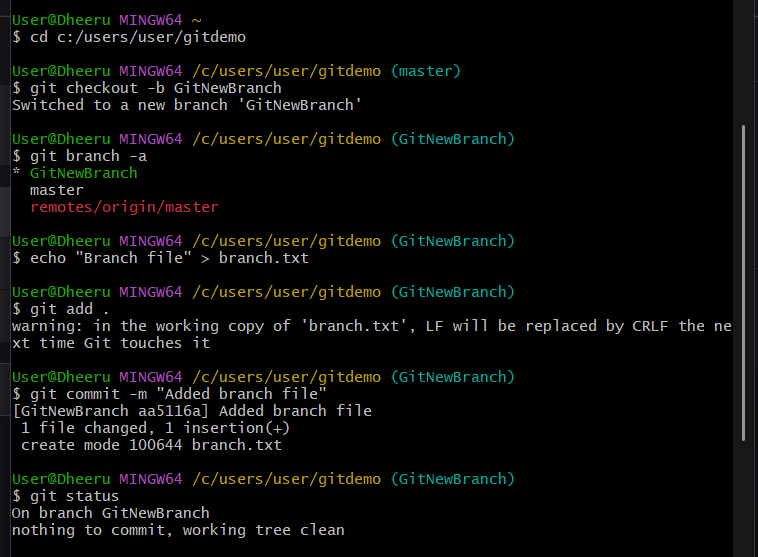 User@Dheeru MINGW64 ~
$ cd c:/users/user/gitdemo
User@Dheeru MINGW64 /c/users/user/gitdemo (master)
$ git checkout -b GitNewBranch
Switched to a new branch 'GitNewBranch'
User@Dheeru MINGW64 /c/users/user/gitdemo (GitNewBranch)
$ git branch -a
* GitNewBranch
master
remotes/origin/master
User@Dheeru MINGW64 /c/users/user/gitdemo (GitNewBranch)
$ echo "Branch file" > branch.txt
User@Dheeru MINGW64 /c/users/user/gitdemo (GitNewBranch)
$ git add .
warning: in the working copy of 'branch.txt', LF will be replaced by CRLF the ne
xt time Git touches it
User@Dheeru MINGW64 /c/users/user/gitdemo (GitNewBranch)
$ git commit -m "Added branch file"
[GitNewBranch aa5116a] Added branch file
1 file changed, 1 insertion(+)
create mode 100644 branch.txt
User@Dheeru MINGW64 /c/users/user/gitdemo (GitNewBranch)
$ git status
On branch GitNewBranch
nothing to commit, working tree clean